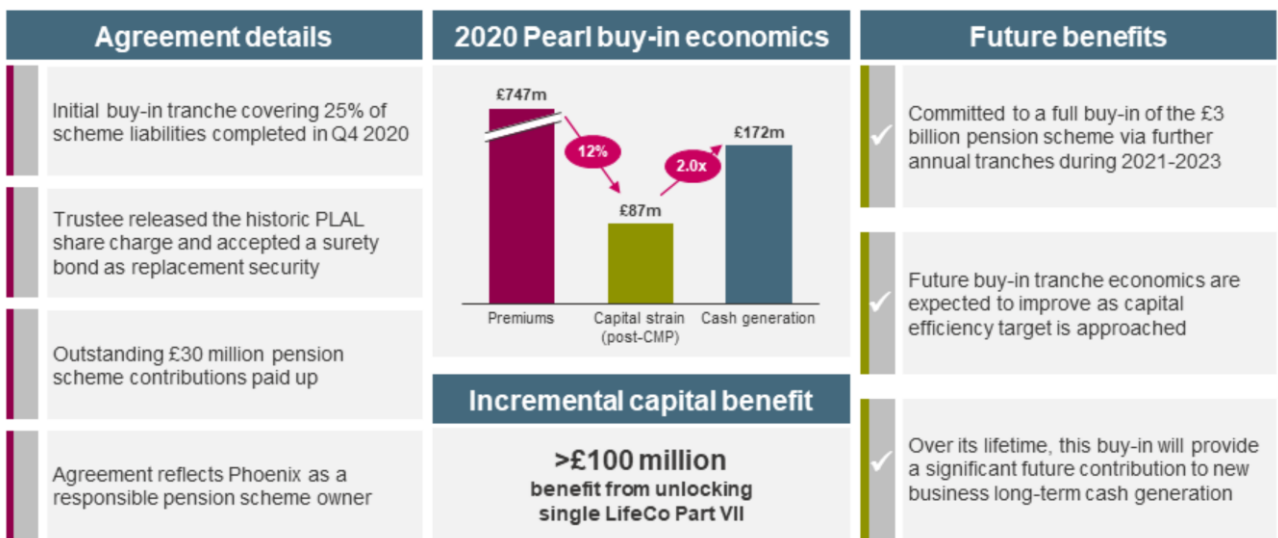 Agreement details
Initial buy-in tranche covering 25% of
scheme liabilities completed in Q4 2020
Trustee released the historic PLAL
share charge and accepted a surety
bond as replacement security
Outstanding £30 million pension
scheme contributions paid up
Agreement reflects Phoenix as a
responsible pension scheme owner
2020 Pearl buy-in economics
£747m
12%
£87m
2.0x
£172m
Premiums
Capital strain
(post-CMP)
Cash generation
Incremental capital benefit
>£100 million
benefit from unlocking
single LifeCo Part VII
Future benefits
Committed to a full buy-in of the £3
billion pension scheme via further
annual tranches during 2021-2023
Future buy-in tranche economics are
expected to improve as capital
efficiency target is approached
Over its lifetime, this buy-in will provide
a significant future contribution to new
business long-term cash generation